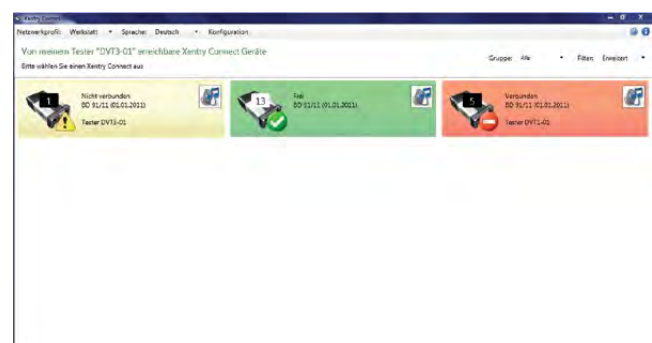 Xentry Connect
Netzwerkprofil: Werkstatt Sprache: Deutsch Konfiguration
Von meinem Tester "DVT3-01" erreichbare Xentry Connect Geräte
Bitte wählen Sie einen Xentry Connect aus
Gruppe: Alle Filter: Erweitert
1
Nicht verbunden
BD 91/11 (01.01.2011)
Tester DVT3-01
13
Frei
BD 91/11 (01.01.2011)
5
Verbunden
BD 91/11 (01.01.2011)
Tester DVT1-01